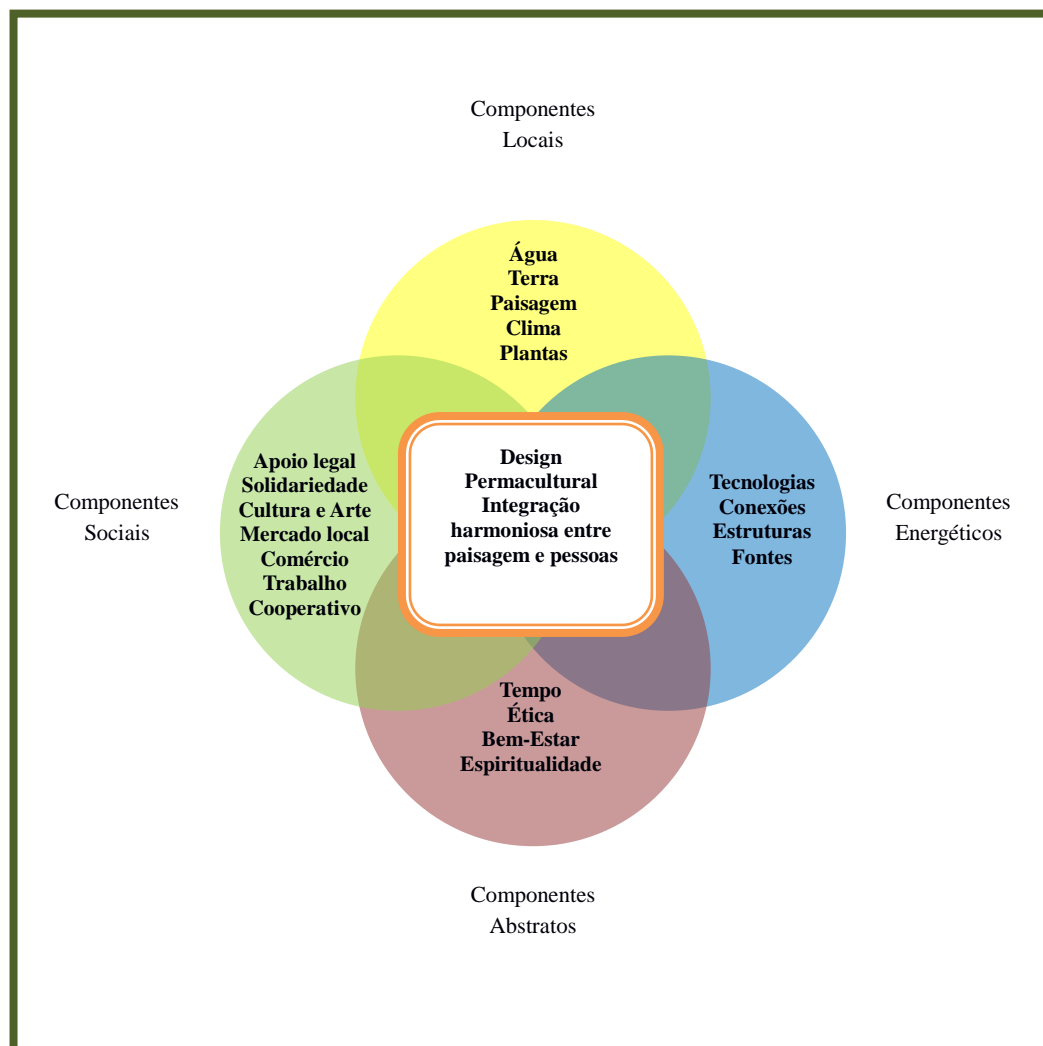 Componentes
Locais
Água
Terra
Paisagem
Clima
Plantas
Componentes
Sociais
Apoio legal
Solidariedade
Cultura e Arte
Mercado local
Comércio
Trabalho
Cooperativo
Design
Permacultural
Integração
harmoniosa entre
paisagem e pessoas
Tecnologias
Conexões
Estruturas
Fontes
Componentes
Energéticos
Tempo
Ética
Bem-Estar
Espiritualidade
Componentes
Abstratos